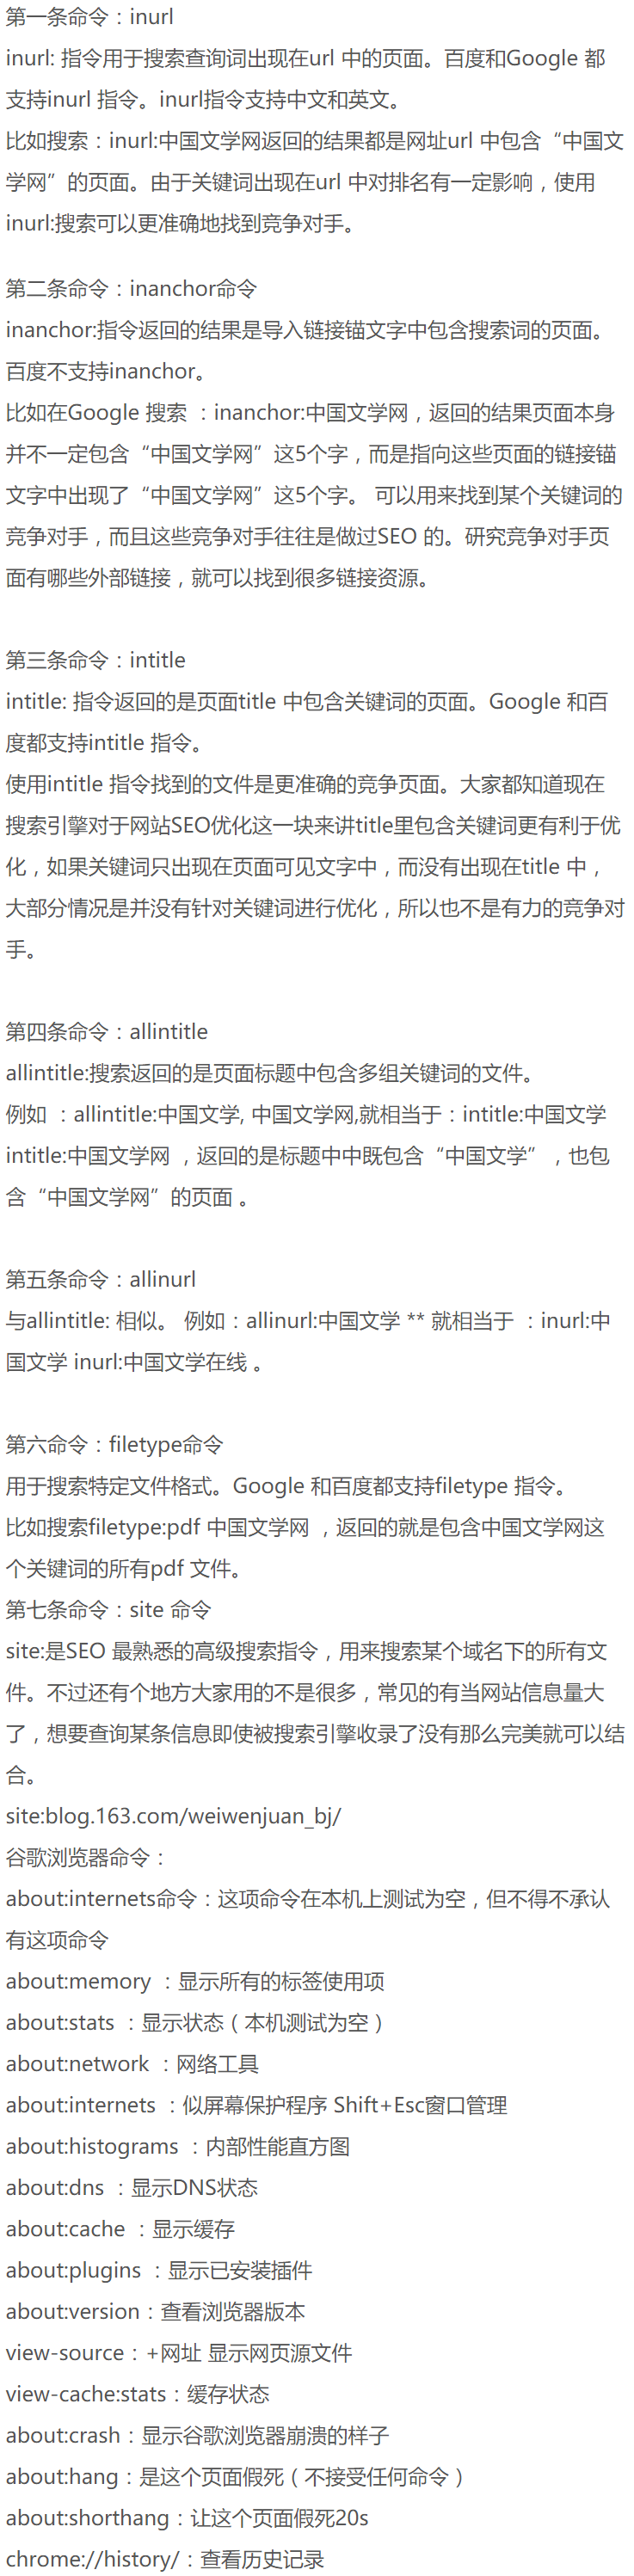 第一条命令：inurl
inurl: 指令用于搜索查询词出现在url 中的页面。百度和Google 都
支持inurl 指令。inurl指令支持中文和英文。
比如搜索：inurl:中国文学网返回的结果都是网址url 中包含“中国文
学网”的页面。由于关键词出现在url 中对排名有一定影响，使用
inurl:搜索可以更准确地找到竞争对手。
第二条命令：inanchor命令
inanchor:指令返回的结果是导入链接锚文字中包含搜索词的页面。
百度不支持inanchor。
比如在Google 搜索 ：inanchor:中国文学网，返回的结果页面本身
并不一定包含“中国文学网”这5个字，而是指向这些页面的链接锚
文字中出现了“中国文学网”这5个字。 可以用来找到某个关键词的
竞争对手，而且这些竞争对手往往是做过SEO 的。研究竞争对手页
面有哪些外部链接，就可以找到很多链接资源。
第三条命令：intitle
intitle: 指令返回的是页面title 中包含关键词的页面。Google 和百
度都支持intitle 指令。
使用intitle 指令找到的文件是更准确的竞争页面。大家都知道现在
搜索引擎对于网站SEO优化这一块来讲title里包含关键词更有利于优
化，如果关键词只出现在页面可见文字中，而没有出现在title 中，
大部分情况是并没有针对关键词进行优化，所以也不是有力的竞争对
手。
第四条命令：allintitle
allintitle:搜索返回的是页面标题中包含多组关键词的文件。
例如 ：allintitle:中国文学, 中国文学网,就相当于：intitle:中国文学
intitle:中国文学网 ，返回的是标题中中既包含“中国文学”，也包
含“中国文学网”的页面 。
第五条命令：allinurl
与allintitle: 相似。 例如：allinurl:中国文学 ** 就相当于 ：inurl:中
国文学 inurl:中国文学在线 。
第六命令：filetype命令
用于搜索特定文件格式。Google 和百度都支持filetype 指令。
比如搜索filetype:pdf 中国文学网 ，返回的就是包含中国文学网这
个关键词的所有pdf 文件。
第七条命令：site 命令
site:是SEO 最熟悉的高级搜索指令，用来搜索某个域名下的所有文
件。不过还有个地方大家用的不是很多，常见的有当网站信息量大
了，想要查询某条信息即使被搜索引擎收录了没有那么完美就可以结
合。
site:blog.163.com/weiwenjuan_bj/
谷歌浏览器命令：
about:internets命令：这项命令在本机上测试为空，但不得不承认
有这项命令
about:memory ：显示所有的标签使用项
about:stats ：显示状态（本机测试为空）
about:network ：网络工具
about:internets ：似屏幕保护程序 Shift+Esc窗口管理
about:histograms ：内部性能直方图
about:dns ：显示DNS状态
about:cache ：显示缓存
about:plugins ：显示已安装插件
about:version：查看浏览器版本
view-source：+网址 显示网页源文件
view-cache:stats：缓存状态
about:crash：显示谷歌浏览器崩溃的样子
about:hang：是这个页面假死（不接受任何命令）
about:shorthang：让这个页面假死20s
chrome://history/：查看历史记录